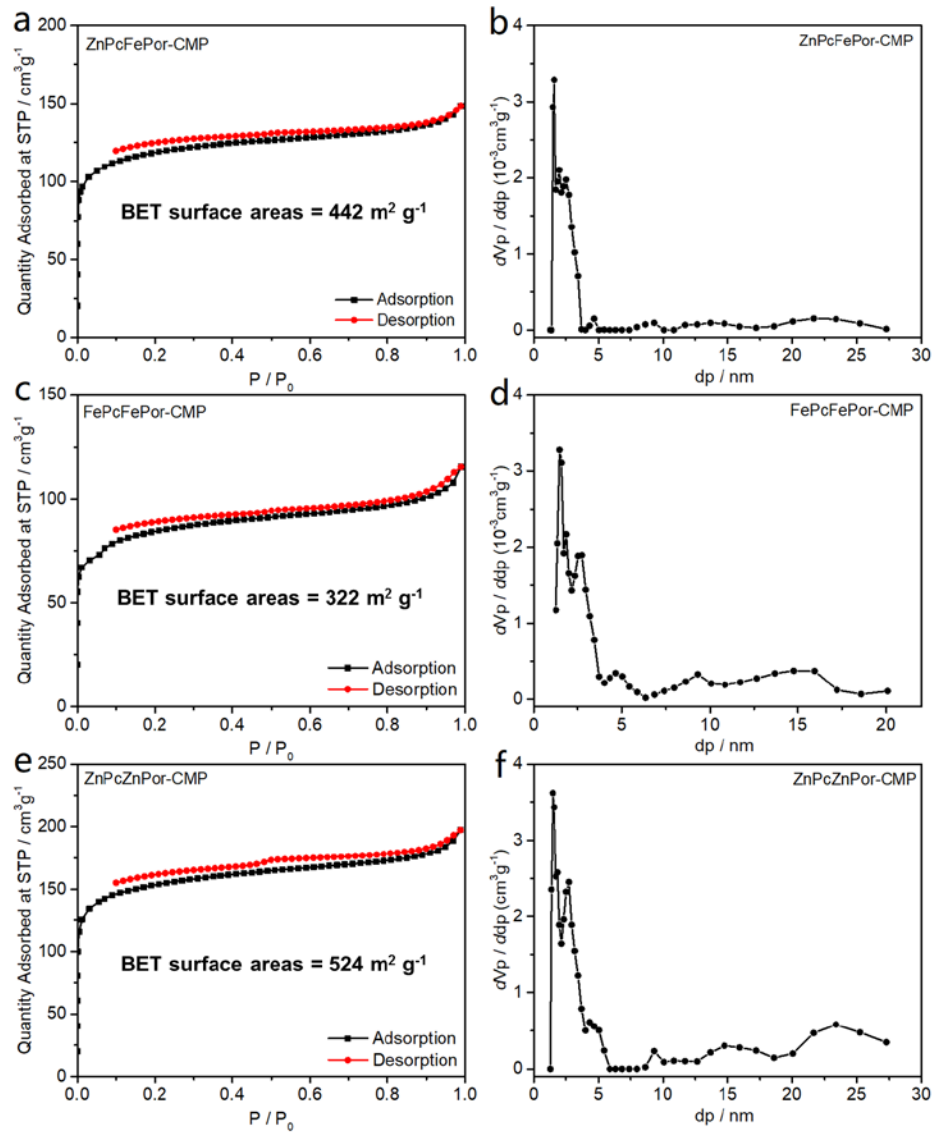 a
ZnPcFePor-CMP
Quantity Adsorbed at STP / cm³g⁻¹
200
150
100
50
0
BET surface areas = 442 m² g⁻¹
Adsorption
Desorption
0.0 0.2 0.4 0.6 0.8 1.0
P / P₀
b
ZnPcFePor-CMP
dVp / ddp (10⁻³cm³g⁻¹)
4
3
2
1
0
0 5 10 15 20 25 30
dp / nm
c
FePcFePor-CMP
Quantity Adsorbed at STP / cm³g⁻¹
150
100
50
0
BET surface areas = 322 m² g⁻¹
Adsorption
Desorption
0.0 0.2 0.4 0.6 0.8 1.0
P / P₀
d
FePcFePor-CMP
dVp / ddp (10⁻³cm³g⁻¹)
4
3
2
1
0
0 5 10 15 20
dp / nm
e
ZnPcZnPor-CMP
Quantity Adsorbed at STP / cm³g⁻¹
250
200
150
100
50
0
BET surface areas = 524 m² g⁻¹
Adsorption
Desorption
0.0 0.2 0.4 0.6 0.8 1.0
P / P₀
f
ZnPcZnPor-CMP
dVp / ddp (cm³g⁻¹)
4
3
2
1
0
0 5 10 15 20 25 30
dp / nm